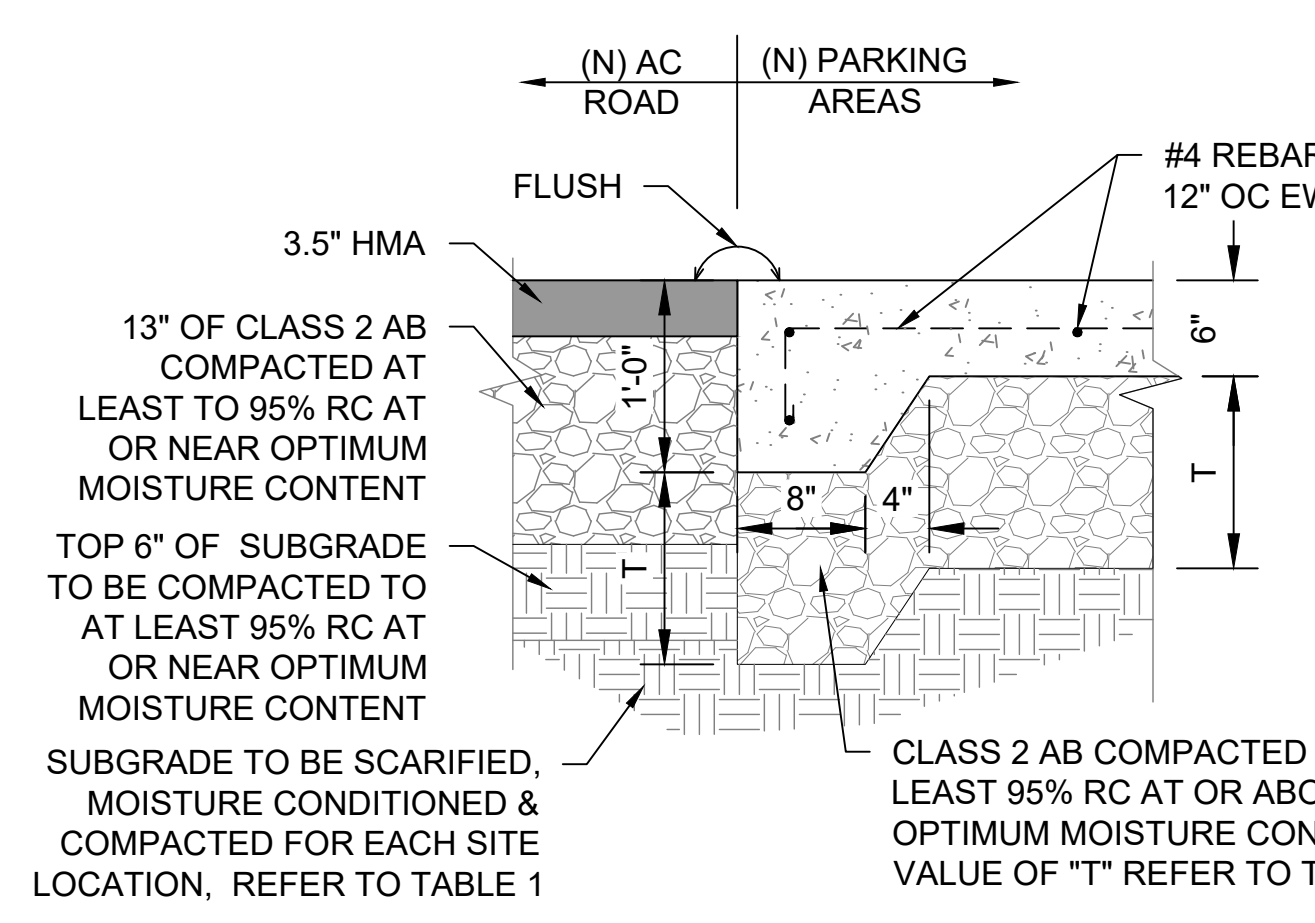 (N) AC
ROAD
(N) PARKING
AREAS
#4 REBAR
12" OC
FLUSH
3.5" HMA
13" OF CLASS 2 AB
COMPACTED AT
LEAST TO 95% RC AT
OR NEAR OPTIMUM
MOISTURE CONTENT
TOP 6" OF SUBGRADE
TO BE COMPACTED TO
AT LEAST 95% RC AT
OR NEAR OPTIMUM
MOISTURE CONTENT
SUBGRADE TO BE SCARIFIED,
MOISTURE CONDITIONED &
COMPACTED FOR EACH SITE
LOCATION, REFER TO TABLE 1
1'-0"
T
8"
4"
6"
T
CLASS 2 AB COMPACTED
LEAST 95% RC AT OR
OPTIMUM MOISTURE
VALUE OF "T" REFER TO